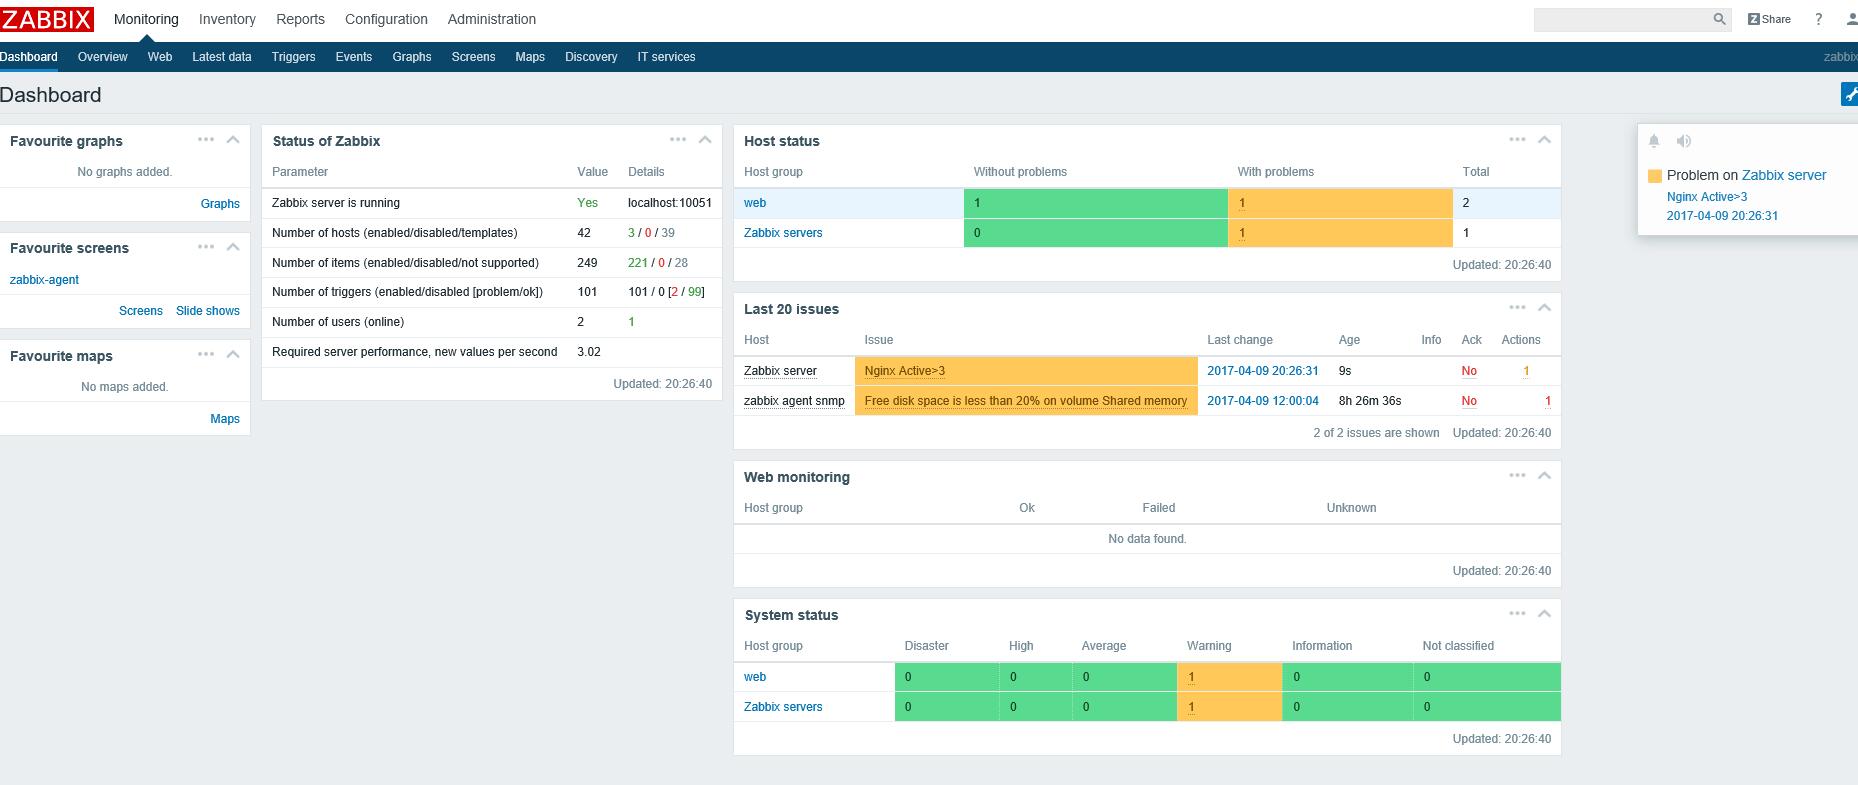 ZABBIX Monitoring Inventory Reports Configuration Administration Z Share ?
Dashboard Overview Web Latest data Triggers Events Graphs Screens Maps Discovery IT services zabbix
Dashboard
Favourite graphs
No graphs added.
Graphs
Favourite screens
zabbix-agent
Screens Slide shows
Favourite maps
No maps added.
Maps
Status of Zabbix
Parameter Value Details
Zabbix server is running Yes localhost:10051
Number of hosts (enabled/disabled/templates) 42 3 / 0 / 39
Number of items (enabled/disabled/not supported) 249 221 / 0 / 28
Number of triggers (enabled/disabled [problem/ok]) 101 101 / 0 [2 / 99]
Number of users (online) 2 1
Required server performance, new values per second 3.02
Updated: 20:26:40
Host status
Host group Without problems With problems Total
web 1 1 2
Zabbix servers 0 1 1
Updated: 20:26:40
Last 20 issues
Host Issue Last change Age Info Ack Actions
Zabbix server Nginx Active>3 2017-04-09 20:26:31 9s No 1
zabbix agent snmp Free disk space is less than 20% on volume Shared memory 2017-04-09 12:00:04 8h 26m 36s No 1
2 of 2 issues are shown Updated: 20:26:40
Web monitoring
Host group Ok Failed Unknown
No data found.
Updated: 20:26:40
System status
Host group Disaster High Average Warning Information Not classified
web 0 0 0 1 0 0
Zabbix servers 0 0 0 1 0 0
Updated: 20:26:40
Problem on Zabbix server
Nginx Active>3
2017-04-09 20:26:31